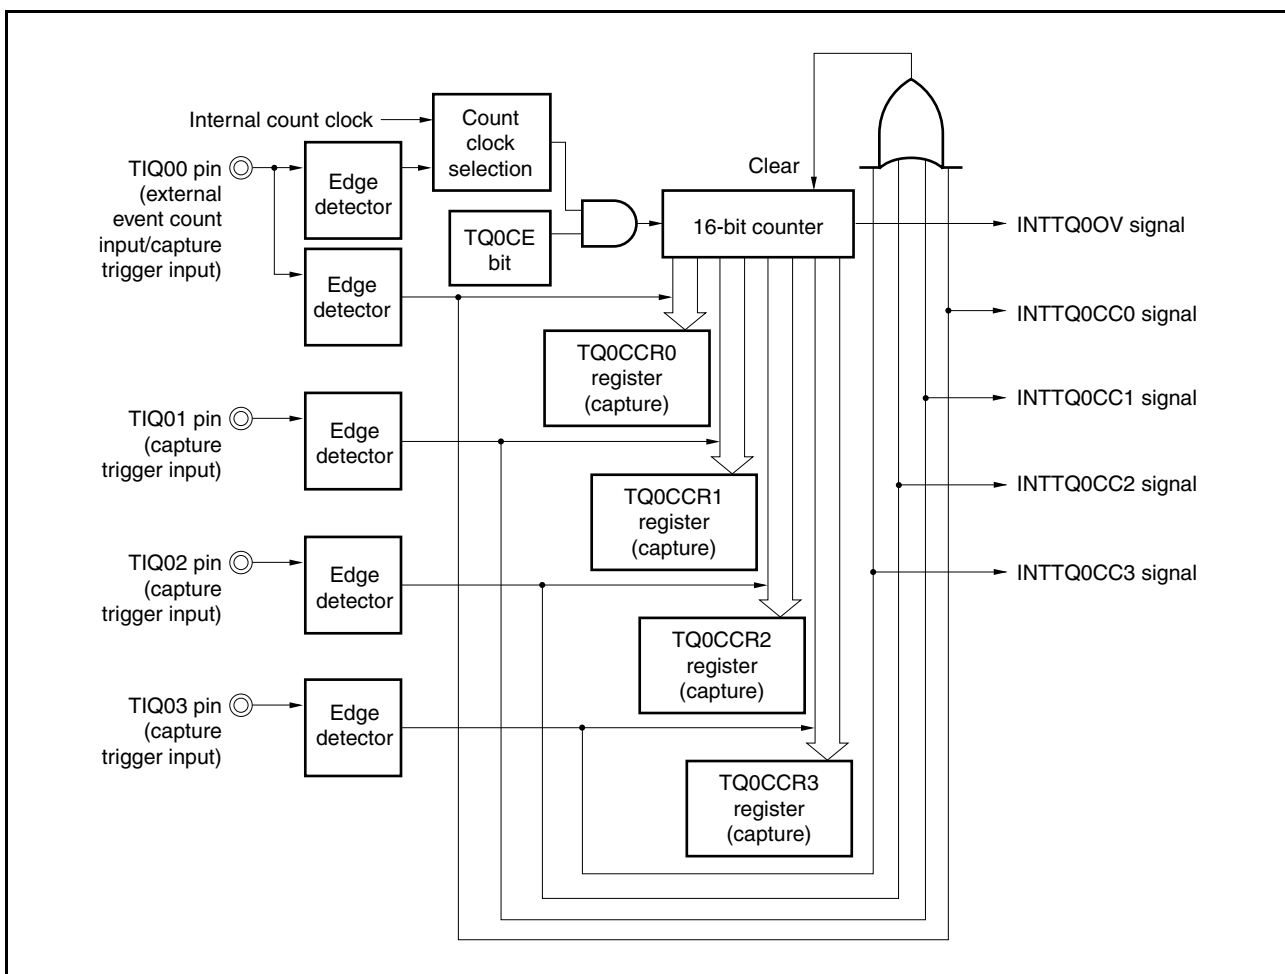 Internal count clock
Count
clock
selection
TIQ00 pin
(external
event count
input/capture
trigger input)
Edge
detector
TQ0CE
bit
Edge
detector
Clear
16-bit counter
INTTQ0OV signal
INTTQ0CC0 signal
TQ0CCR0
register
(capture)
TIQ01 pin
(capture
trigger input)
Edge
detector
INTTQ0CC1 signal
TQ0CCR1
register
(capture)
INTTQ0CC2 signal
TIQ02 pin
(capture
trigger input)
Edge
detector
INTTQ0CC3 signal
TQ0CCR2
register
(capture)
TIQ03 pin
(capture
trigger input)
Edge
detector
TQ0CCR3
register
(capture)